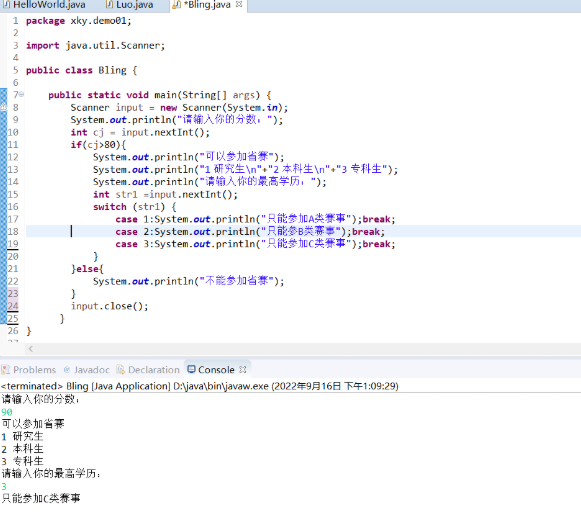 HelloWorld.java Luo.java *Bling.java
1 package xky.demo01;
2
3 import java.util.Scanner;
4
5 public class Bling {
6
7 public static void main(String[] args) {
8 Scanner input = new Scanner(System.in);
9 System.out.println("请输入你的分数：");
10 int cj = input.nextInt();
11 if(cj>80){
12 System.out.println("可以参加省赛");
13 System.out.println("1 研究生\n"+"2 本科生\n"+"3 专科生");
14 System.out.println("请输入你的最高学历：");
15 int str1 =input.nextInt();
16 switch (str1) {
17 case 1:System.out.println("只能参加A类赛事");break;
18 case 2:System.out.println("只能参B类赛事");break;
19 case 3:System.out.println("只能参加C类赛事");break;
20 }
21 }else{
22 System.out.println("不能参加省赛");
23 }
24 input.close();
25 }
26 }
Problems Javadoc Declaration Console
<terminated> Bling [Java Application] D:\java\bin\javaw.exe (2022年9月16日 下午1:09:29)
请输入你的分数：
90
可以参加省赛
1 研究生
2 本科生
3 专科生
请输入你的最高学历：
3
只能参加C类赛事